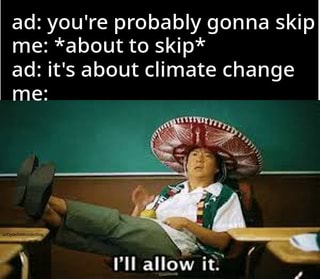 ad: you're probably gonna skip
me: *about to skip*
ad: it's about climate change
me:
I'll allow it.